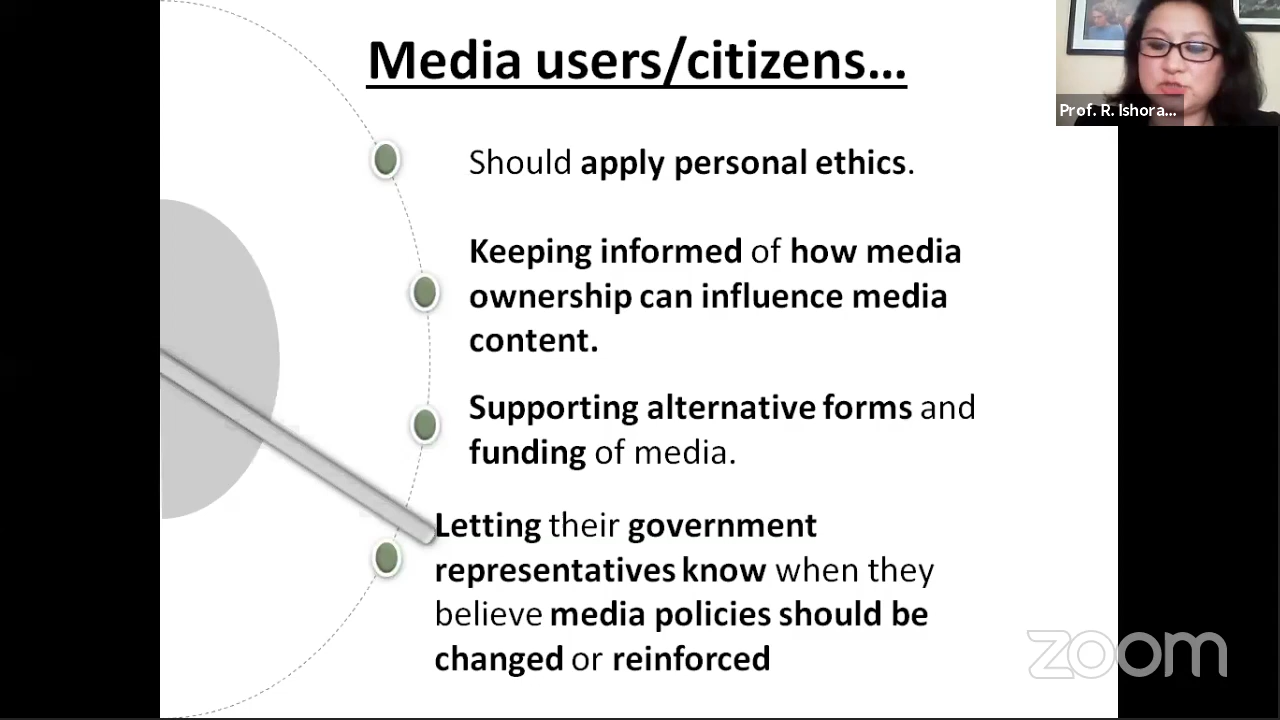 Media users/citizens...
Prof. R. Ishora...
Should apply personal ethics.
Keeping informed of how media
ownership can influence media
content.
Supporting alternative forms and
funding of media.
Letting their government
representatives know when they
believe media policies should be
changed or reinforced
zoom